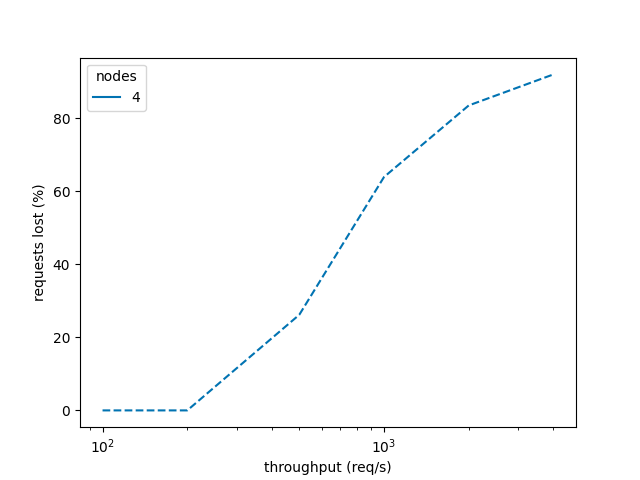 nodes
4
requests lost (%)
80
60
40
20
0
10²
10³
throughput (req/s)